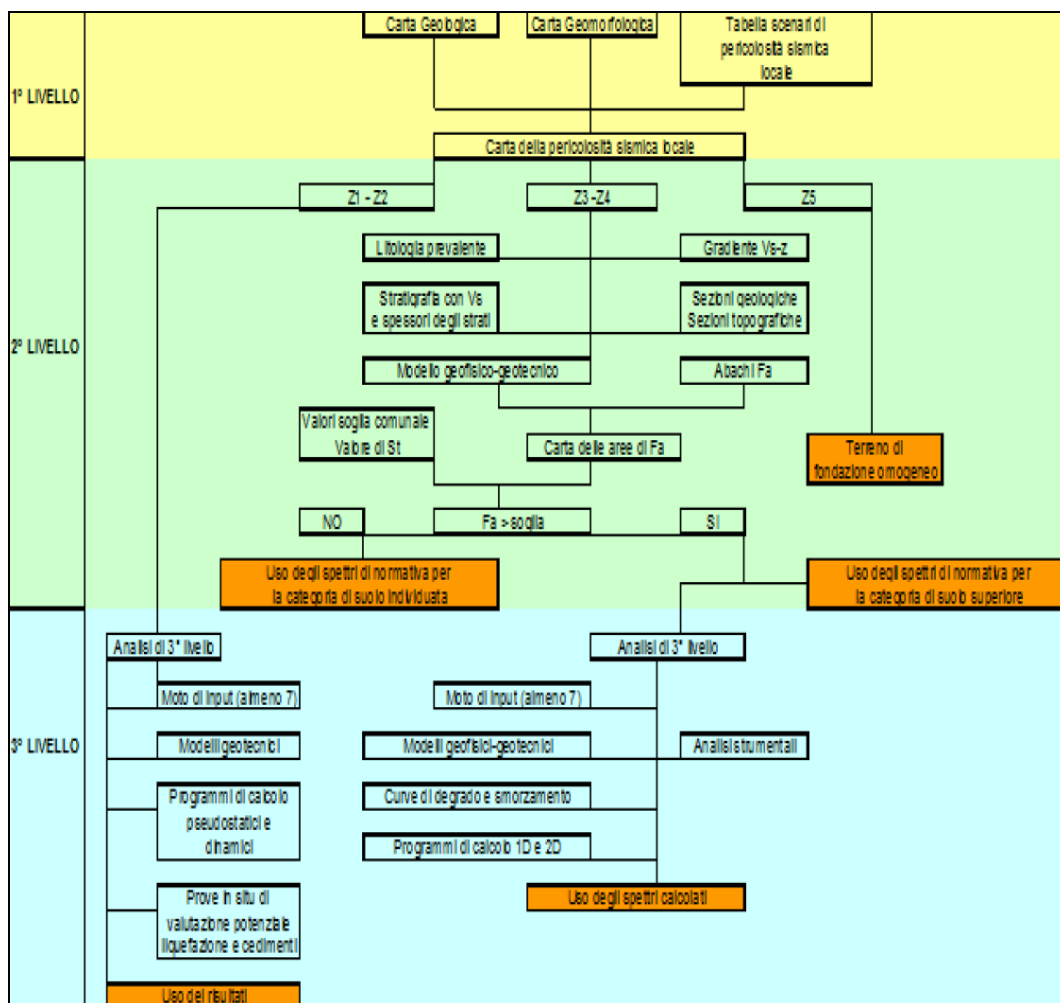 Carta Geologica
Carta Geomorfologica
Tabella scenari di
pericolosità sismica
locale
1° LIVELLO
Carta della pericolosità sismica locale
Z1 - Z2
Z3 -Z4
Z5
Litologia prevalente
Gradiente Vs-z
Stratigrafia con Vs
e spessori degli strati
Sezioni geologiche
Sezioni topografiche
2° LIVELLO
Modello geofisico-geotecnico
Abachi Fa
Valori soglia comunale
Valore di St
Carta delle aree di Fa
Terreno di
fondazione omogeneo
NO
Fa > soglia
SI
Uso degli spettri di normativa per
la categoria di suolo individuata
Uso degli spettri di normativa per
la categoria di suolo superiore
Analisi di 3° livello
Analisi di 3° livello
Moto di input (almeno 7)
Moto di input (almeno 7)
3° LIVELLO
Modelli geotecnici
Modelli geofisici-geotecnici
Analisi strumentali
Programmi di calcolo
pseudostatici e
dinamici
Curve di degrado e smorzamento
Programmi di calcolo 1D e 2D
Prove in situ di
valutazione potenziale
liquefazione e cedimenti
Uso degli spettri calcolati
Uso dei risultati